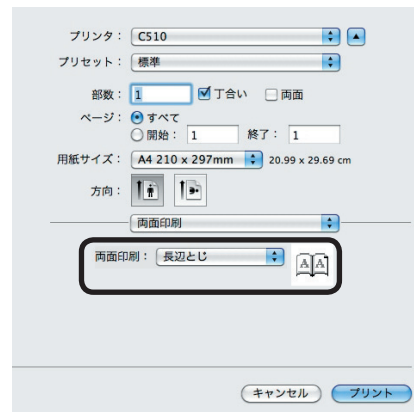 プリンタ： C510
プリセット： 標準
部数： 1 丁合い 両面
ページ： すべて
開始： 1 終了： 1
用紙サイズ： A4 210 x 297mm 20.99 x 29.69 cm
方向：
両面印刷
両面印刷： 長辺とじ A A
キャンセル プリント